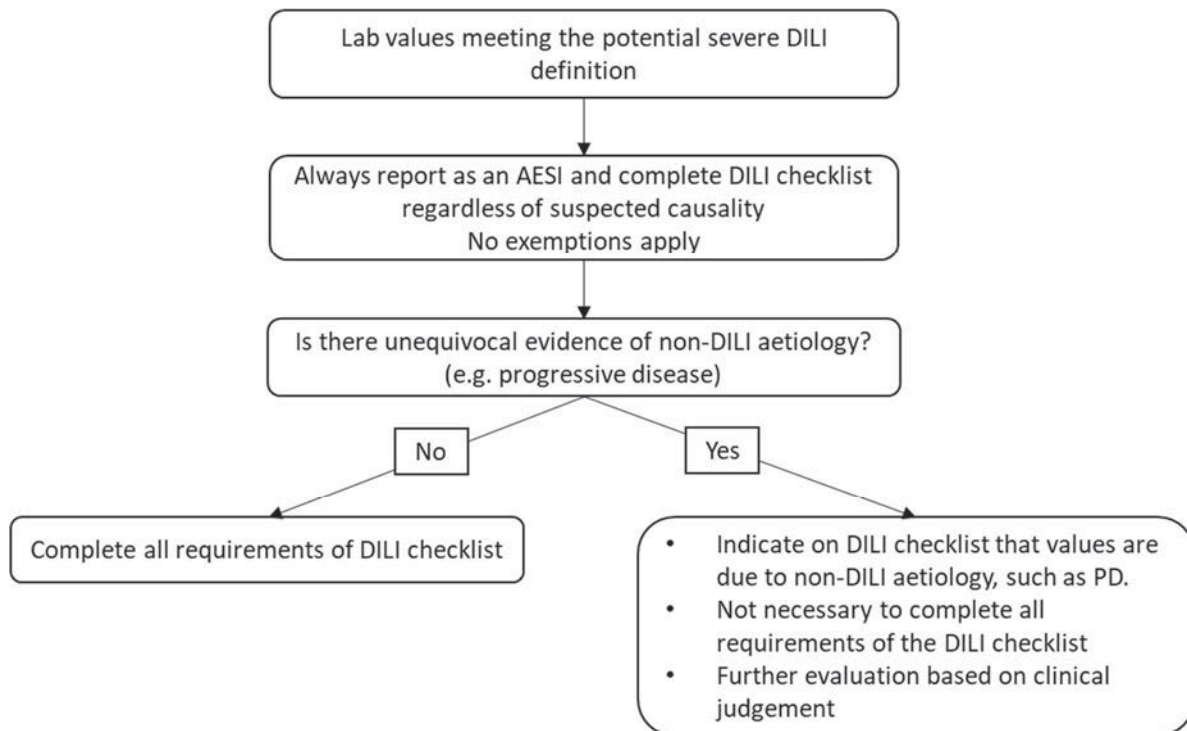 Lab values meeting the potential severe DILI
definition
Always report as an AESI and complete DILI checklist
regardless of suspected causality
No exemptions apply
Is there unequivocal evidence of non-DILI aetiology?
(e.g. progressive disease)
No
Yes
Complete all requirements of DILI checklist
• Indicate on DILI checklist that values are
due to non-DILI aetiology, such as PD.
• Not necessary to complete all
requirements of the DILI checklist
• Further evaluation based on clinical
judgement